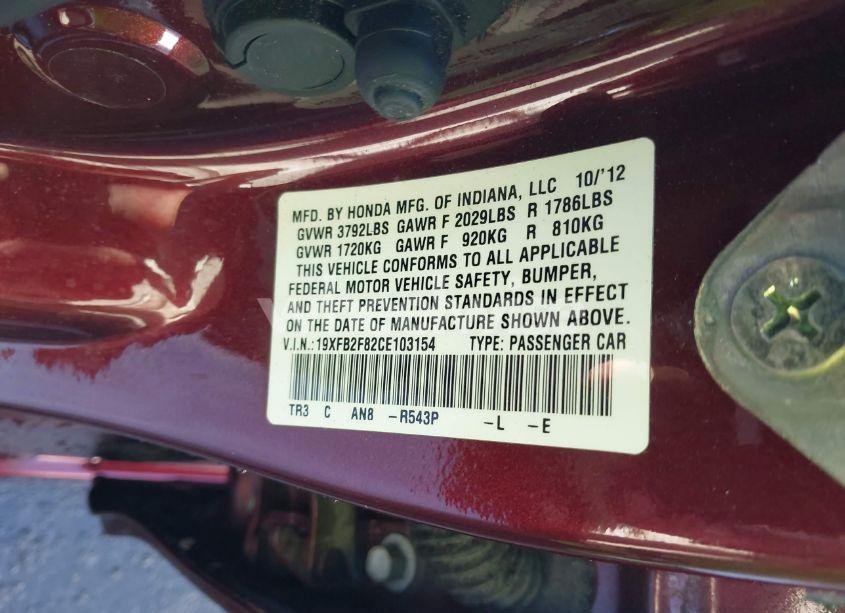 MFD. BY HONDA MFG. OF INDIANA, LLC 10/'12
GVWR 3792LBS GAWR F 2029LBS R 1786LBS
GVWR 1720KG GAWR F 920KG R 810KG
THIS VEHICLE CONFORMS TO ALL APPLICABLE
FEDERAL MOTOR VEHICLE SAFETY, BUMPER,
AND THEFT PREVENTION STANDARDS IN EFFECT
ON THE DATE OF MANUFACTURE SHOWN ABOVE.
V.I.N.:19XFB2F82CE103154 TYPE: PASSENGER CAR
TR3 C AN8 -R543P -L -E